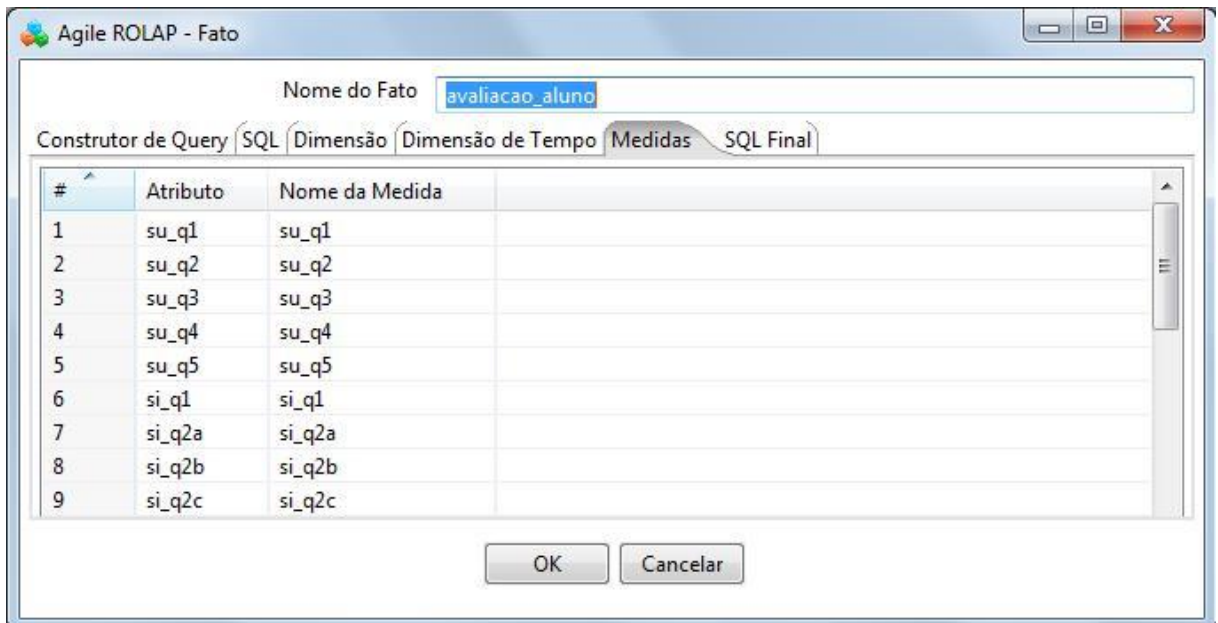 Agile ROLAP - Fato
Nome do Fato avaliacao_aluno
Construtor de Query SQL Dimensão Dimensão de Tempo Medidas SQL Final
# Atributo Nome da Medida
1 su_q1 su_q1
2 su_q2 su_q2
3 su_q3 su_q3
4 su_q4 su_q4
5 su_q5 su_q5
6 si_q1 si_q1
7 si_q2a si_q2a
8 si_q2b si_q2b
9 si_q2c si_q2c
OK Cancelar